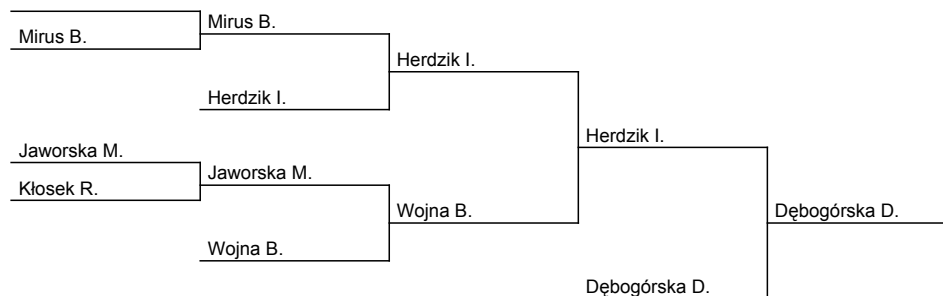 Mirus B.
Mirus B.
Herdzik I.
Herdzik I.
Herdzik I.
Jaworska M.
Jaworska M.
Kłosek R.
Wojna B.
Dębogórska D.
Wojna B.
Dębogórska D.